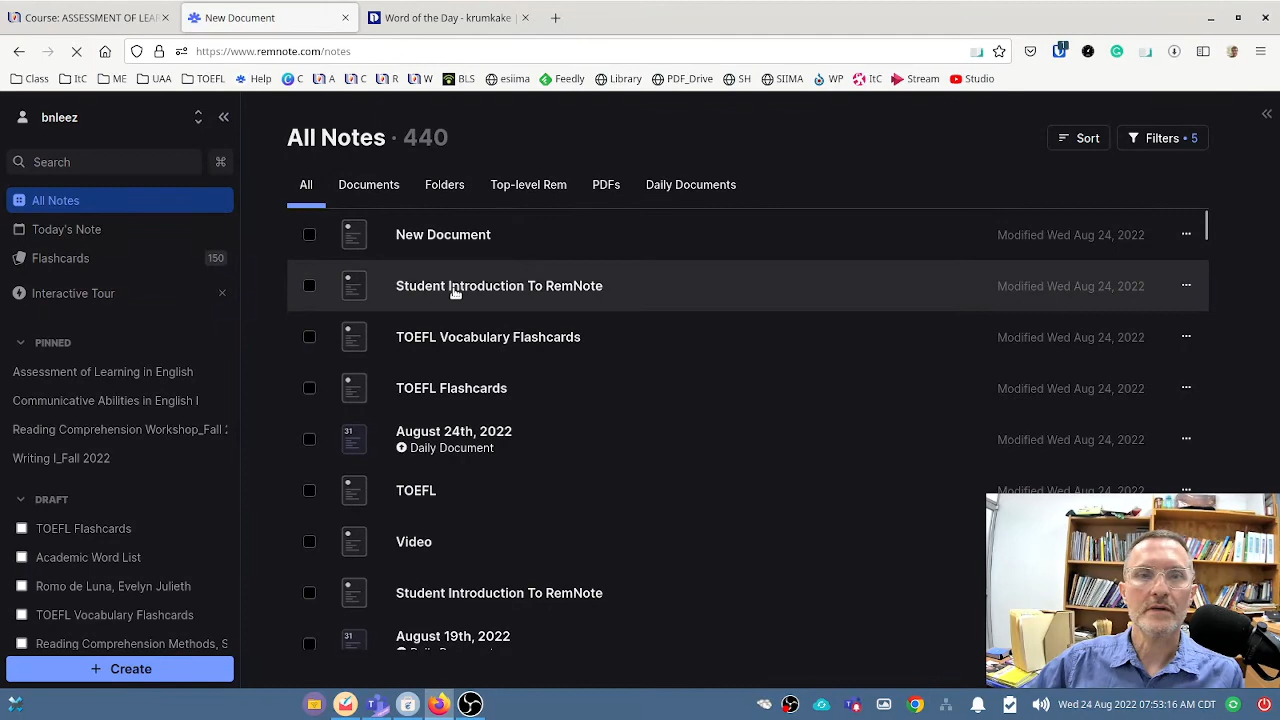 Course: ASSESSMENT OF LEA
New Document
Word of the Day - krumkake |
https://www.remnote.com/notes
Class
ItC
ME
UAA
TOEFL
Help
C
A
C
R
W
BLS
esiima
Feedly
Library
PDF_Drive
SH
SIIMA
WP
ItC
Stream
Studio
bnleez
Search
All Notes
Today's Note
Flashcards
150
Interactive Tour
PINNED
Assessment of Learning in English
Communicative Abilities in English I
Reading Comprehension Workshop_Fall 2
Writing I_Fall 2022
DRAFT
TOEFL Flashcards
Academic Word List
Romo de Luna, Evelyn Julieth
TOEFL Vocabulary Flashcards
Reading Comprehension Methods, S
+ Create
All Notes · 440
Sort
Filters • 5
All
Documents
Folders
Top-level Rem
PDFs
Daily Documents
New Document
Modified Wed Aug 24, 2022
Student Introduction To RemNote
Modified Wed Aug 24, 2022
TOEFL Vocabulary Flashcards
Modified Wed Aug 24, 2022
TOEFL Flashcards
Modified Wed Aug 24, 2022
31
August 24th, 2022
Daily Document
Modified Wed Aug 24, 2022
TOEFL
Modified Wed Aug 24, 2022
Video
Student Introduction To RemNote
31
August 19th, 2022
Wed 24 Aug 2022 07:53:16 AM CDT